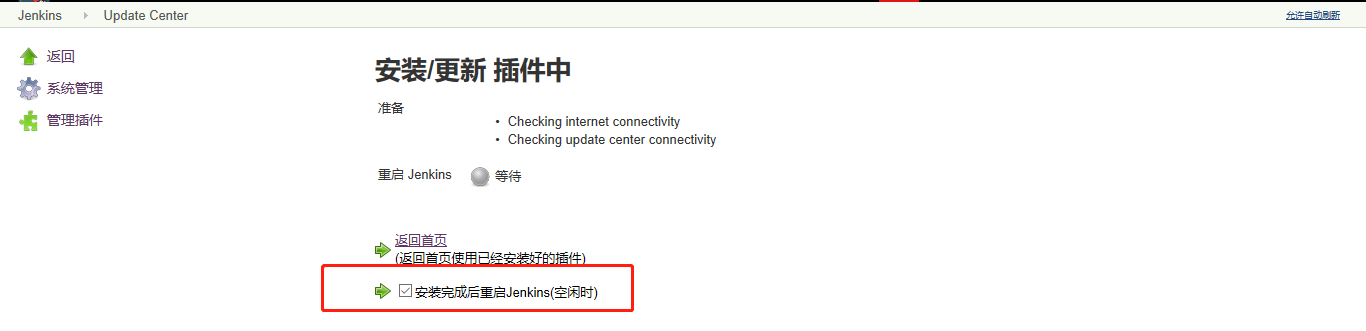 Jenkins Update Center 允许自动刷新
返回
系统管理
管理插件
安装/更新 插件中
准备
• Checking internet connectivity
• Checking update center connectivity
重启 Jenkins 等待
返回首页
(返回首页使用已经安装好的插件)
安装完成后重启Jenkins(空闲时)